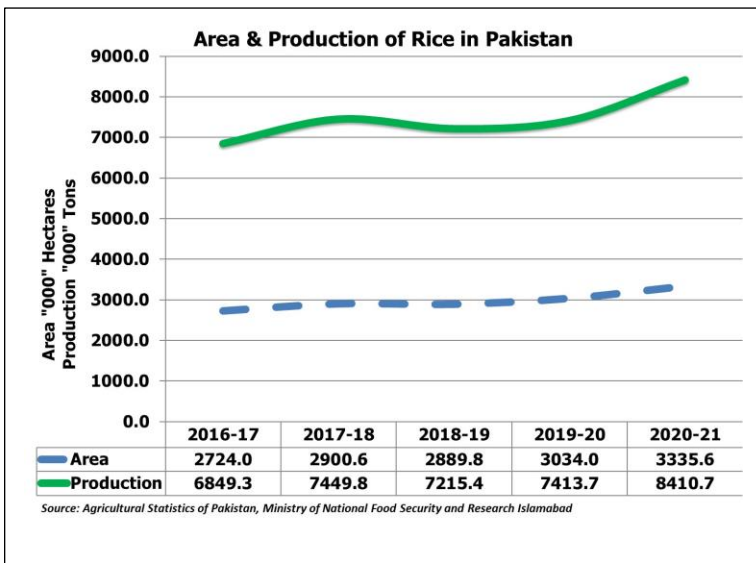 Area & Production of Rice in Pakistan
Area "000" Hectares
Production "000" Tons
9000.0
8000.0
7000.0
6000.0
5000.0
4000.0
3000.0
2000.0
1000.0
0.0
2016-17 2017-18 2018-19 2019-20 2020-21
Area 2724.0 2900.6 2889.8 3034.0 3335.6
Production 6849.3 7449.8 7215.4 7413.7 8410.7
Source: Agricultural Statistics of Pakistan, Ministry of National Food Security and Research Islamabad